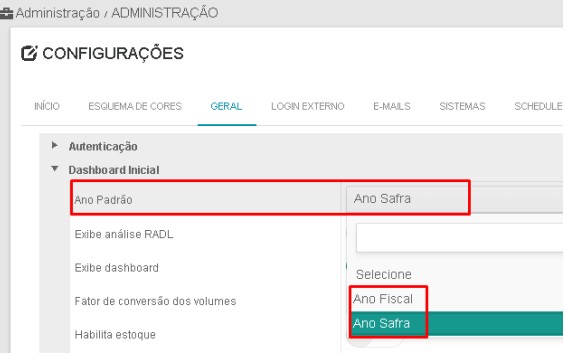 Administração / ADMINISTRAÇÃO
CONFIGURAÇÕES
INÍCIO ESQUEMA DE CORES GERAL LOGIN EXTERNO E-MAILS SISTEMAS SCHEDULE
Autenticação
Dashboard Inicial
Ano Padrão Ano Safra
Exibe análise RADL
Exibe dashboard Selecione
Fator de conversão dos volumes Ano Fiscal
Habilita estoque Ano Safra